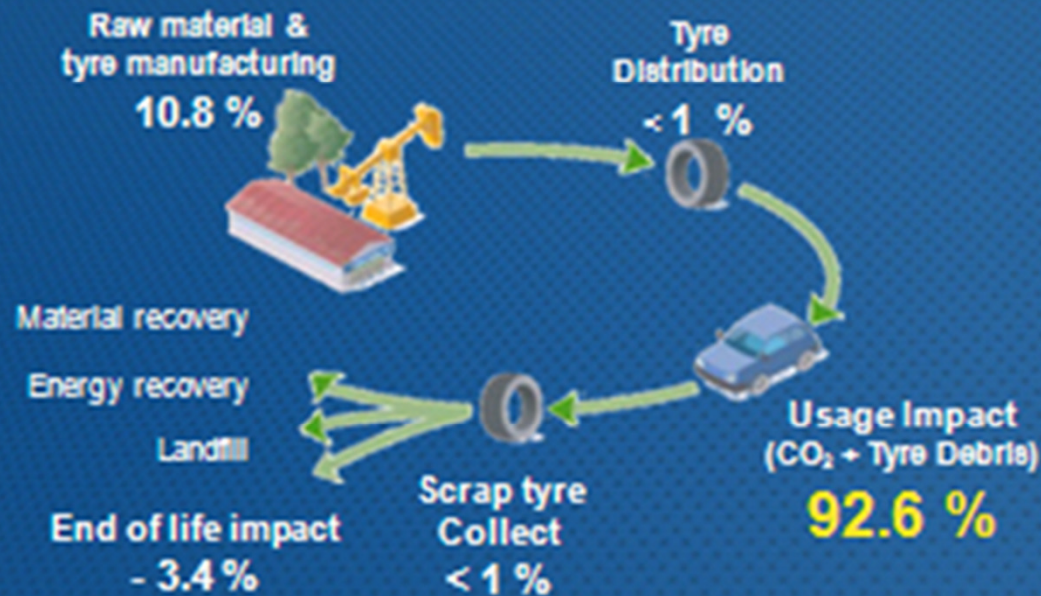 Raw material &
tyre manufacturing
10.8 %
Tyre
Distribution
< 1 %
Usage Impact
(CO₂ + Tyre Debris)
92.6 %
Scrap tyre
Collect
< 1 %
Material recovery
Energy recovery
Landfill
End of life impact
- 3.4 %